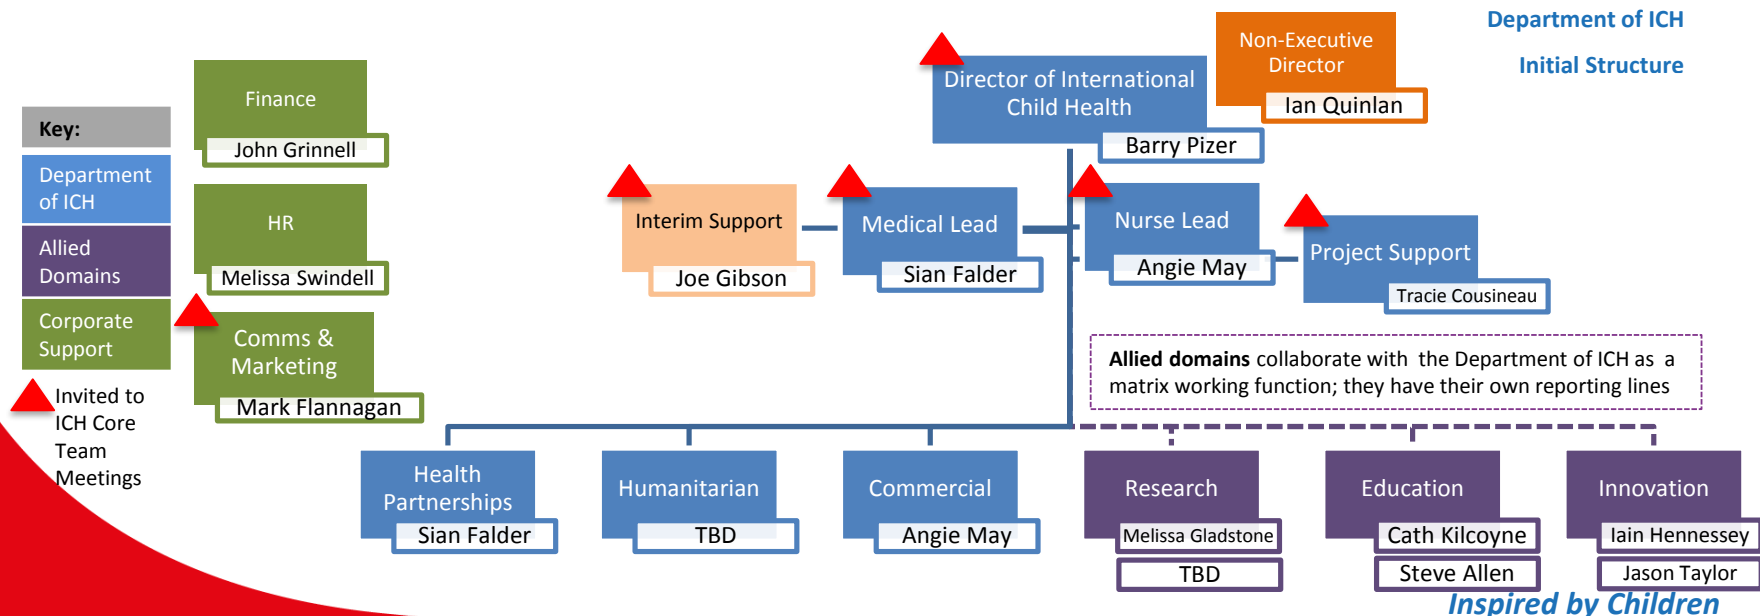 Department of ICH
Initial Structure
Key:
Department
of ICH
Allied
Domains
Corporate
Support
Invited to
ICH Core
Team
Meetings
Finance
John Grinnell
HR
Melissa Swindell
Comms &
Marketing
Mark Flannagan
Director of International
Child Health
Barry Pizer
Non-Executive
Director
Ian Quinlan
Interim Support
Joe Gibson
Medical Lead
Sian Falder
Nurse Lead
Angie May
Project Support
Tracie Cousineau
Allied domains collaborate with the Department of ICH as a
matrix working function; they have their own reporting lines
Health
Partnerships
Sian Falder
Humanitarian
TBD
Commercial
Angie May
Research
Melissa Gladstone
TBD
Education
Cath Kilcoyne
Steve Allen
Innovation
Iain Hennessey
Jason Taylor
Inspired by Children